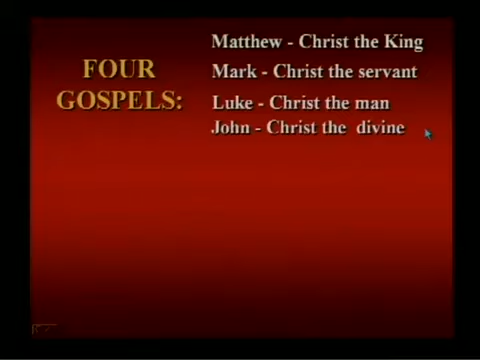 FOUR
GOSPELS:
Matthew - Christ the King
Mark - Christ the servant
Luke - Christ the man
John - Christ the divine